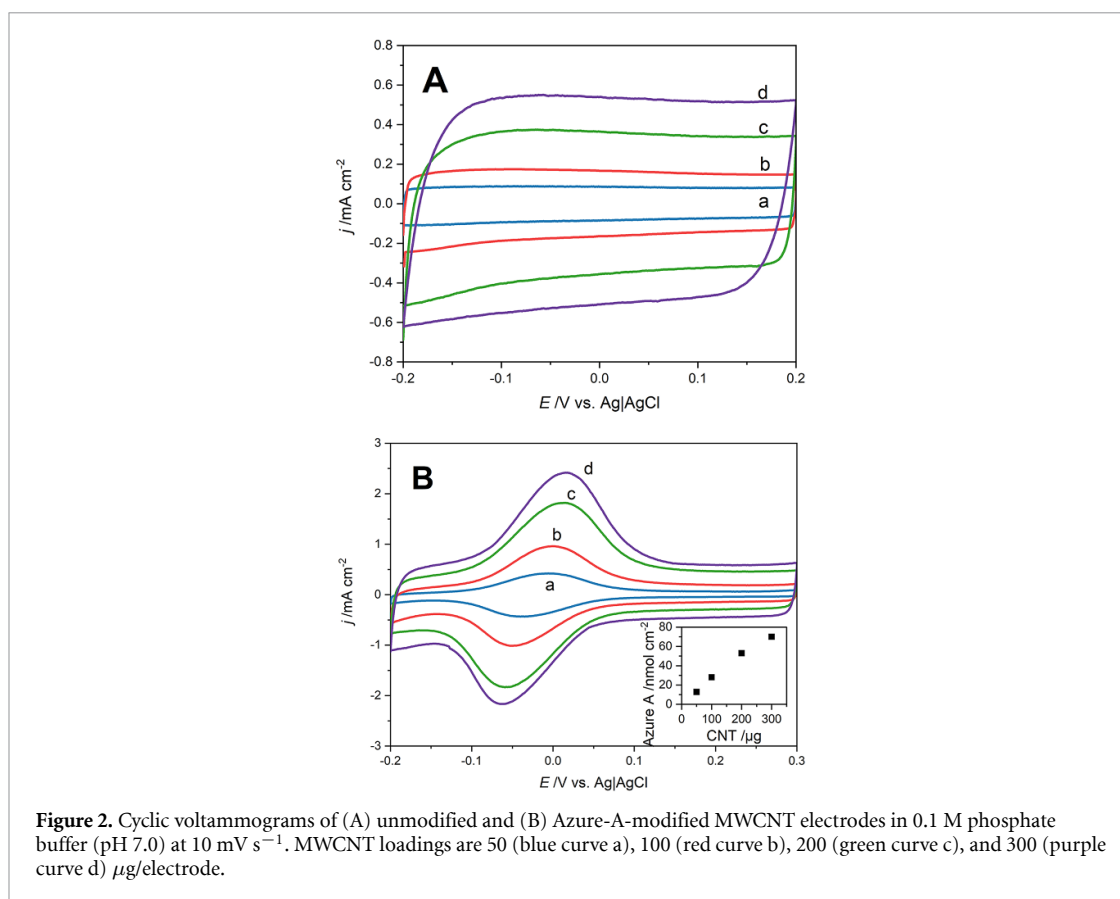 A
j /mA cm-2
0.8
0.6
0.4
0.2
0.0
-0.2
-0.4
-0.6
-0.8
d
c
b
a
-0.2 -0.1 0.0 0.1 0.2
E /V vs. Ag|AgCl
B
j /mA cm-2
3
2
1
0
-1
-2
-3
d
c
b
a
Azure A /nmol cm-2
80
60
40
20
0
0 100 200 300
CNT /µg
-0.2 -0.1 0.0 0.1 0.2 0.3
E /V vs. Ag|AgCl
Figure 2. Cyclic voltammograms of (A) unmodified and (B) Azure-A-modified MWCNT electrodes in 0.1 M phosphate
buffer (pH 7.0) at 10 mV s−1. MWCNT loadings are 50 (blue curve a), 100 (red curve b), 200 (green curve c), and 300 (purple
curve d) μg/electrode.